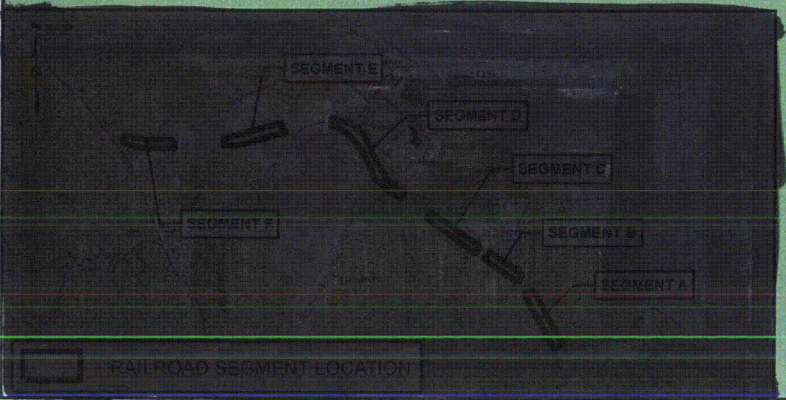 SEGMENT E
SEGMENT D
SEGMENT C
SEGMENT F
SEGMENT B
SEGMENT A
RAILROAD SEGMENT LOCATION